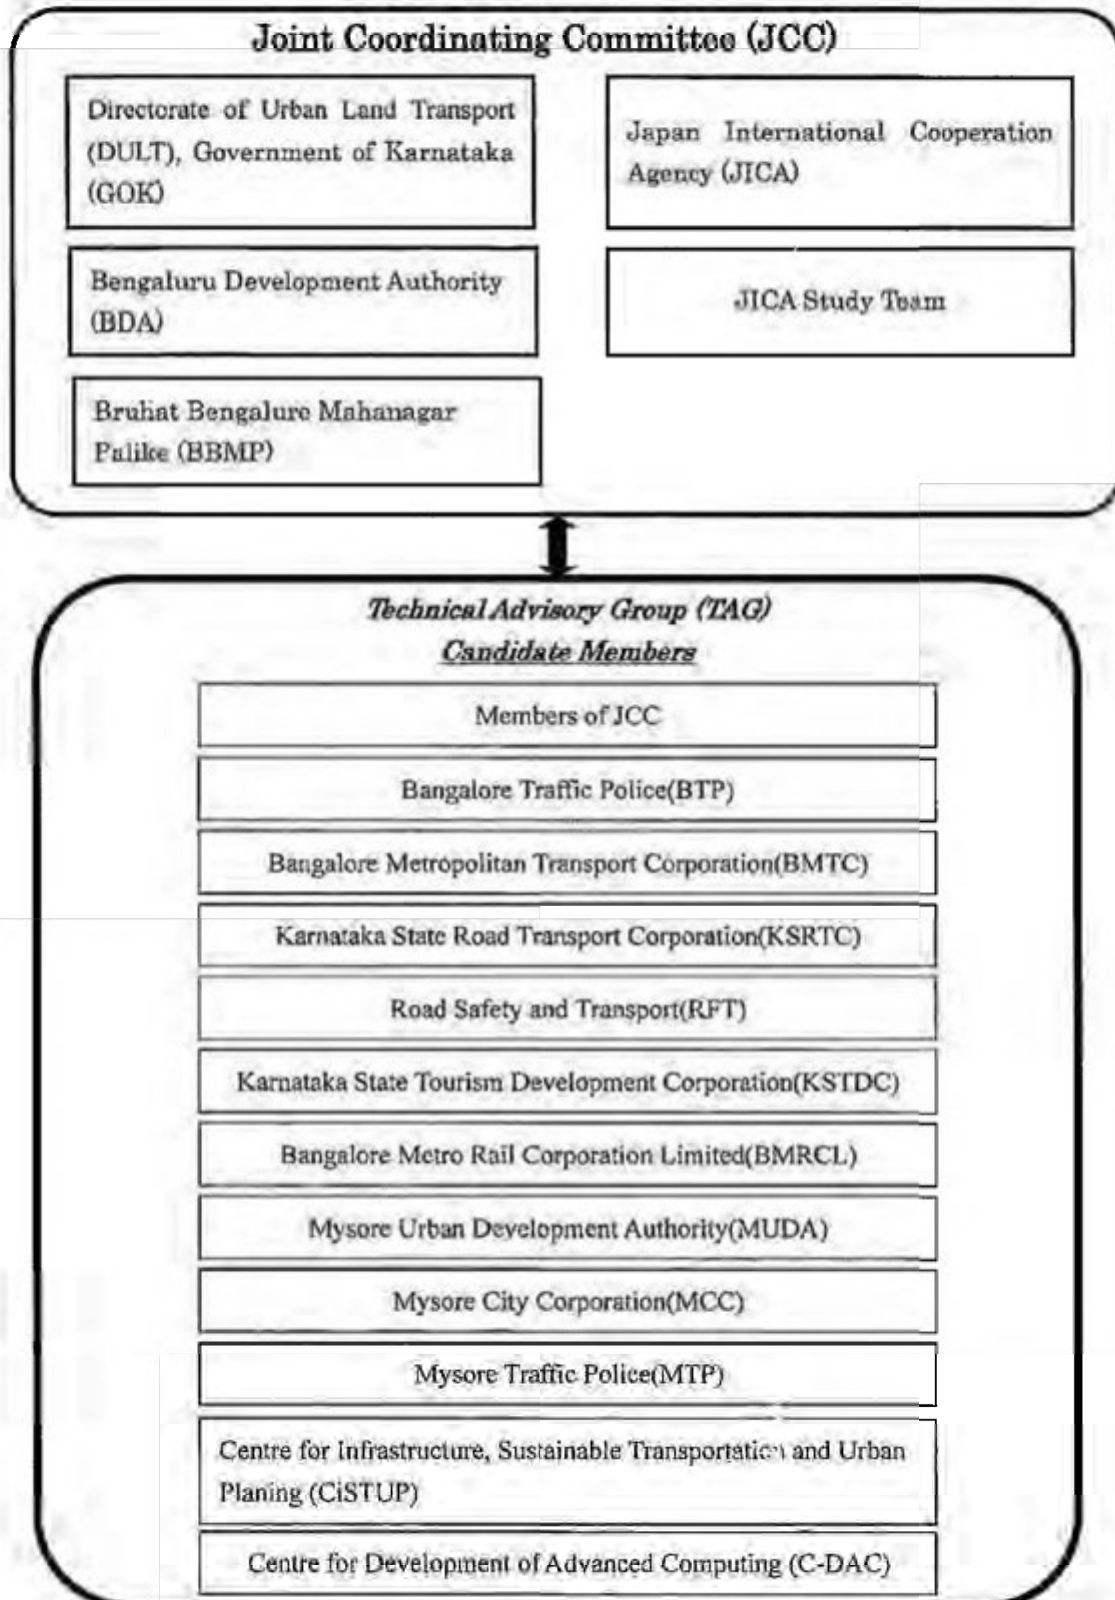 Joint Coordinating Committee (JCC)
Directorate of Urban Land Transport
(DULT), Government of Karnataka
(GOK)
Japan International Cooperation
Agency (JICA)
Bengaluru Development Authority
(BDA)
JICA Study Team
Bruhat Bengalure Mahanagar
Palike (BBMP)
Technical Advisory Group (TAG)
Candidate Members
Members of JCC
Bangalore Traffic Police(BTP)
Bangalore Metropolitan Transport Corporation(BMTC)
Karnataka State Road Transport Corporation(KSRTC)
Road Safety and Transport(RFT)
Karnataka State Tourism Development Corporation(KSTDC)
Bangalore Metro Rail Corporation Limited(BMRCL)
Mysore Urban Development Authority(MUDA)
Mysore City Corporation(MCC)
Mysore Traffic Police(MTP)
Centre for Infrastructure, Sustainable Transportation and Urban
Planing (CiSTUP)
Centre for Development of Advanced Computing (C-DAC)